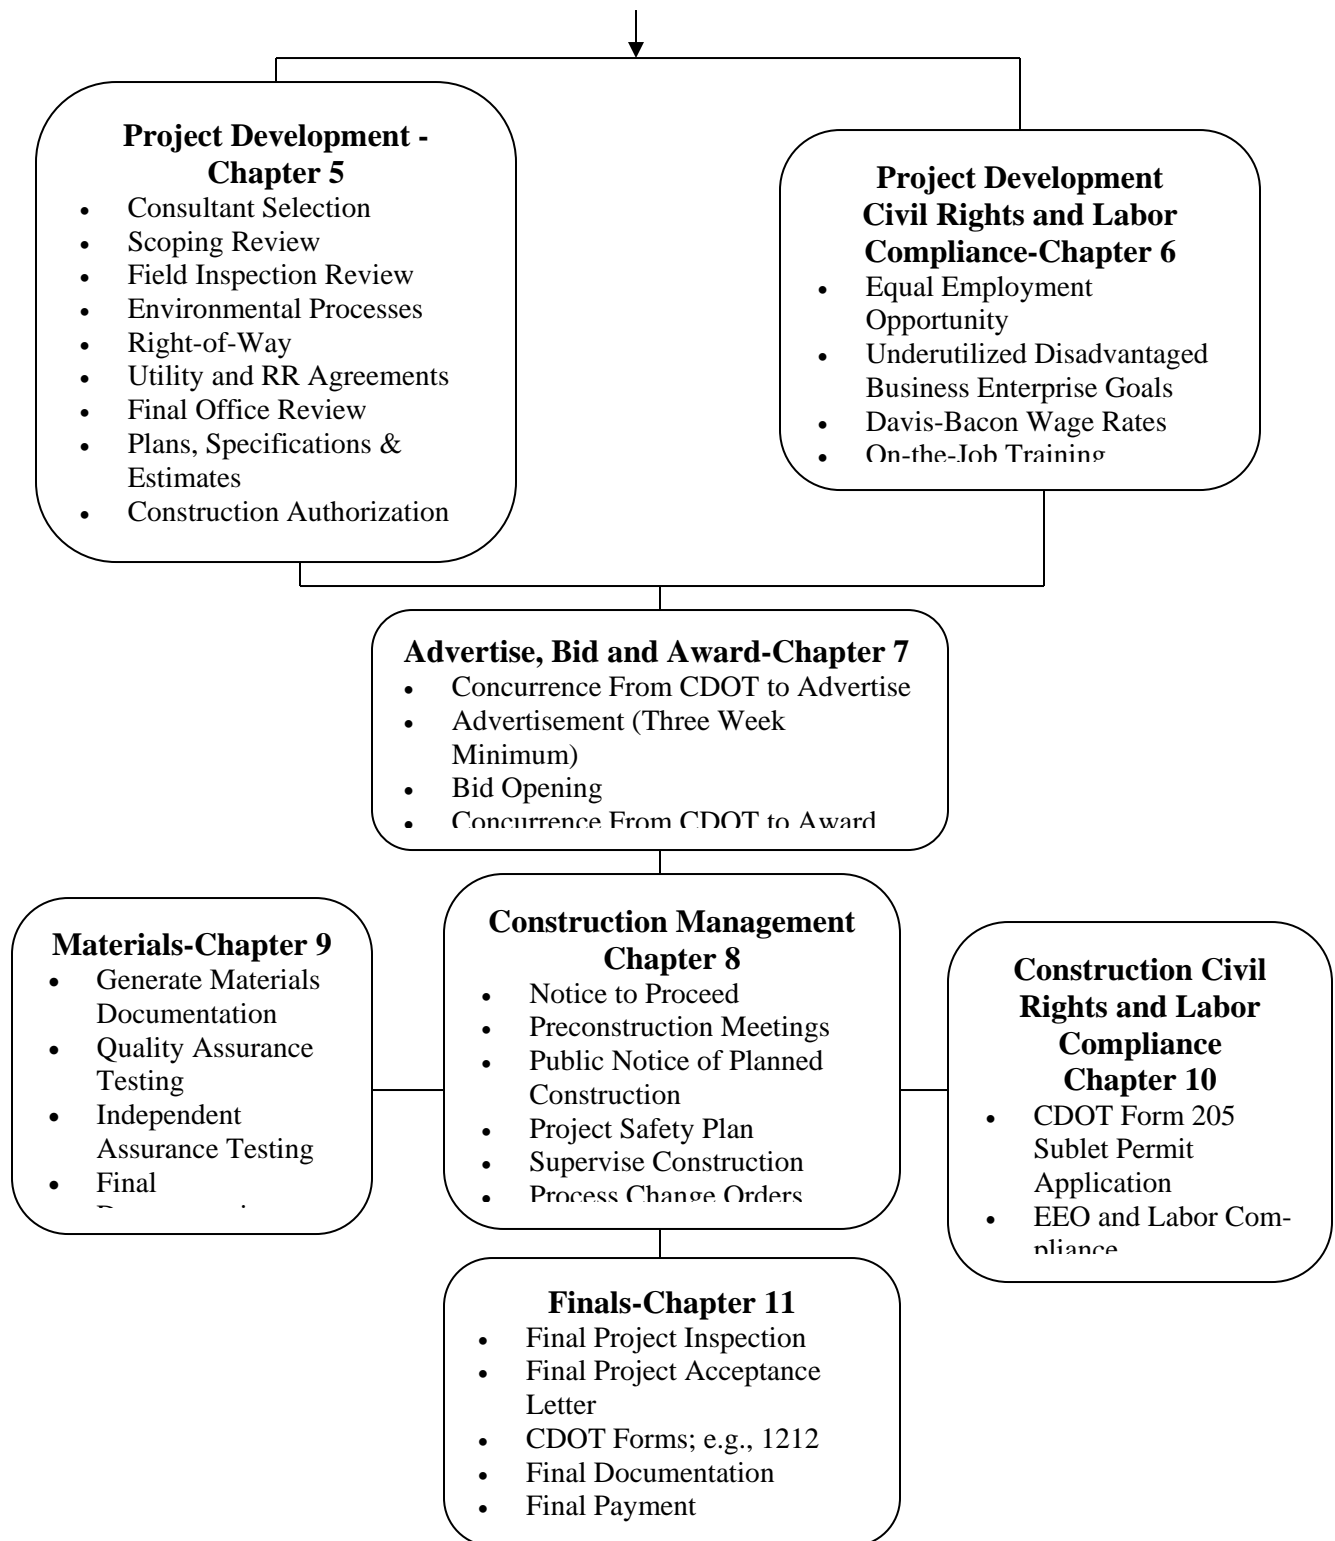 Project Development -
Chapter 5
• Consultant Selection
• Scoping Review
• Field Inspection Review
• Environmental Processes
• Right-of-Way
• Utility and RR Agreements
• Final Office Review
• Plans, Specifications &
Estimates
• Construction Authorization
Project Development
Civil Rights and Labor
Compliance-Chapter 6
• Equal Employment
Opportunity
• Underutilized Disadvantaged
Business Enterprise Goals
• Davis-Bacon Wage Rates
• On-the-Job Training
Advertise, Bid and Award-Chapter 7
• Concurrence From CDOT to Advertise
• Advertisement (Three Week
Minimum)
• Bid Opening
• Concurrence From CDOT to Award
Materials-Chapter 9
• Generate Materials
Documentation
• Quality Assurance
Testing
• Independent
Assurance Testing
• Final
Construction Management
Chapter 8
• Notice to Proceed
• Preconstruction Meetings
• Public Notice of Planned
Construction
• Project Safety Plan
• Supervise Construction
• Process Change Orders
Construction Civil
Rights and Labor
Compliance
Chapter 10
• CDOT Form 205
Sublet Permit
Application
• EEO and Labor Com-
pliance
Finals-Chapter 11
• Final Project Inspection
• Final Project Acceptance
Letter
• CDOT Forms; e.g., 1212
• Final Documentation
• Final Payment